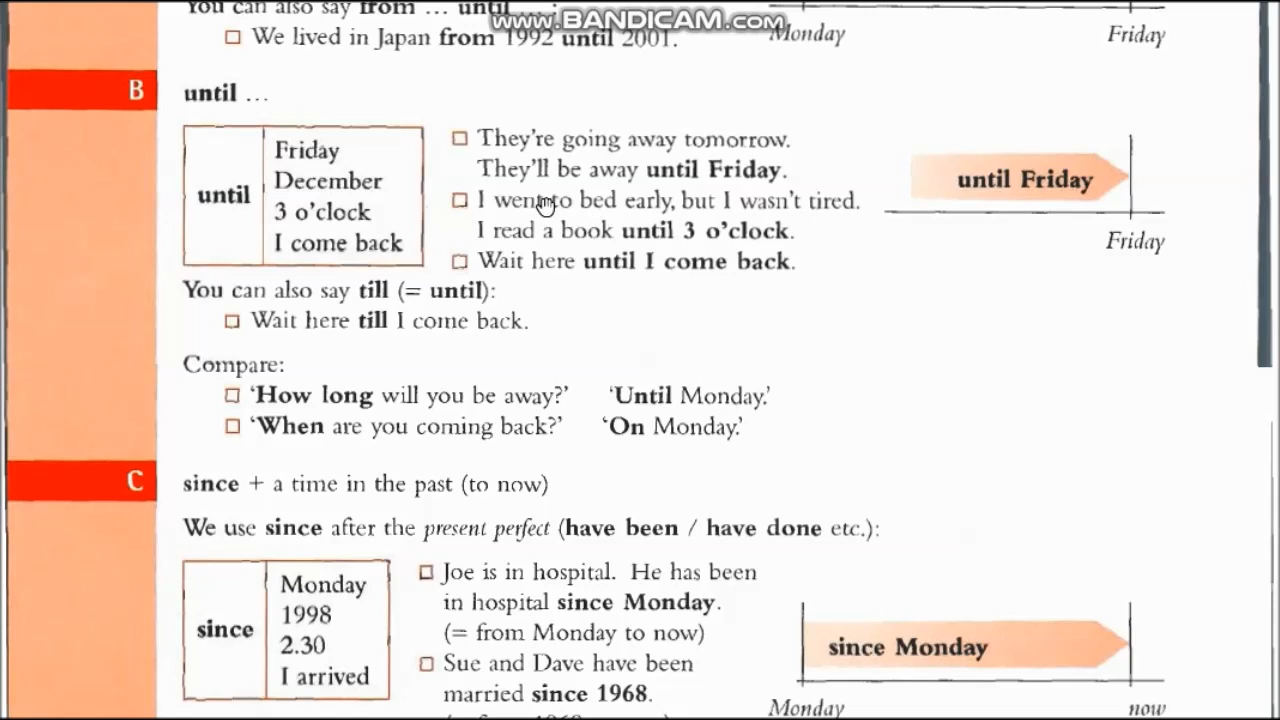 You can also say from … until … :
www.BANDICAM.com
We lived in Japan from 1992 until 2001.
Monday
Friday
B
until …
until
Friday
December
3 o'clock
I come back
They're going away tomorrow.
They'll be away until Friday.
I went to bed early, but I wasn't tired.
I read a book until 3 o'clock.
Wait here until I come back.
until Friday
Friday
You can also say till (= until):
Wait here till I come back.
Compare:
'How long will you be away?' 'Until Monday.'
'When are you coming back?' 'On Monday.'
C
since + a time in the past (to now)
We use since after the present perfect (have been / have done etc.):
since
Monday
1998
2.30
I arrived
Joe is in hospital. He has been
in hospital since Monday.
(= from Monday to now)
Sue and Dave have been
married since 1968.
since Monday
Monday
now